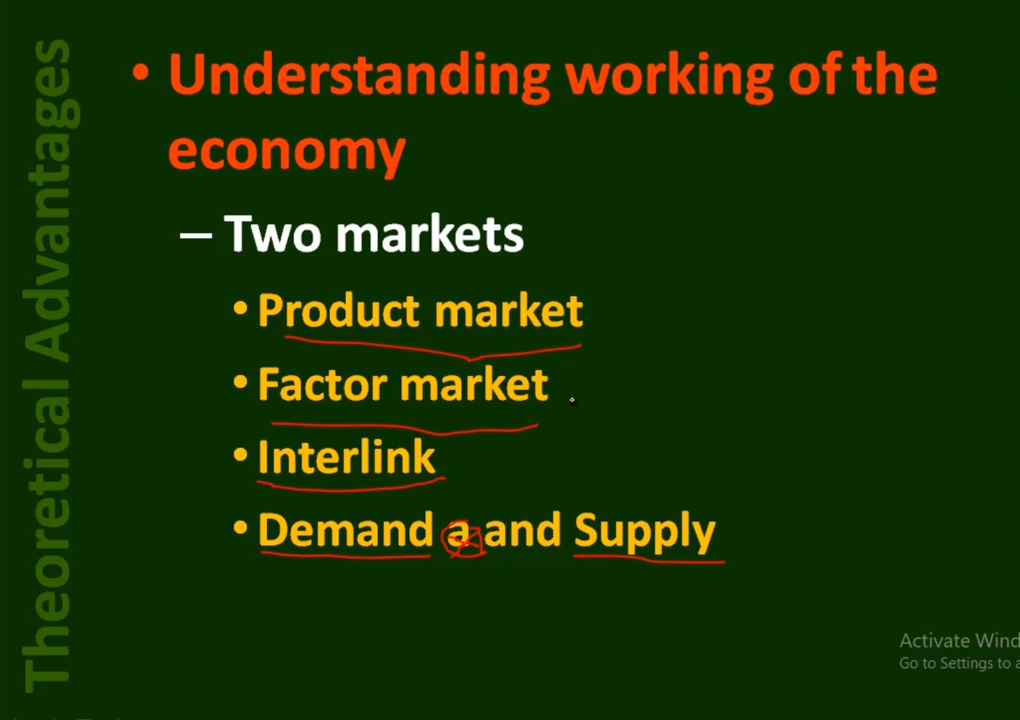 Theoretical Advantages
• Understanding working of the
economy
– Two markets
• Product market
• Factor market
• Interlink
• Demand a and Supply
Activate Wind
Go to Settings to a